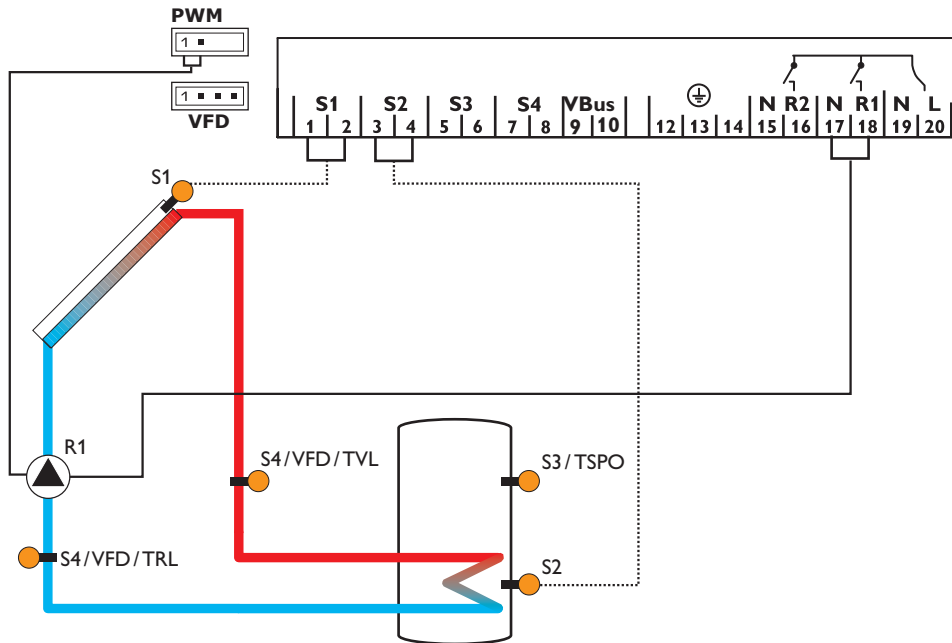 PWM
1
1
VFD
S1 S2 S3 S4 VBus N R2 N R1 N L
1 2 3 4 5 6 7 8 9 10 12 13 14 15 16 17 18 19 20
S1
R1
S4/VFD/TVL
S3/TSPO
S4/VFD/TRL
S2